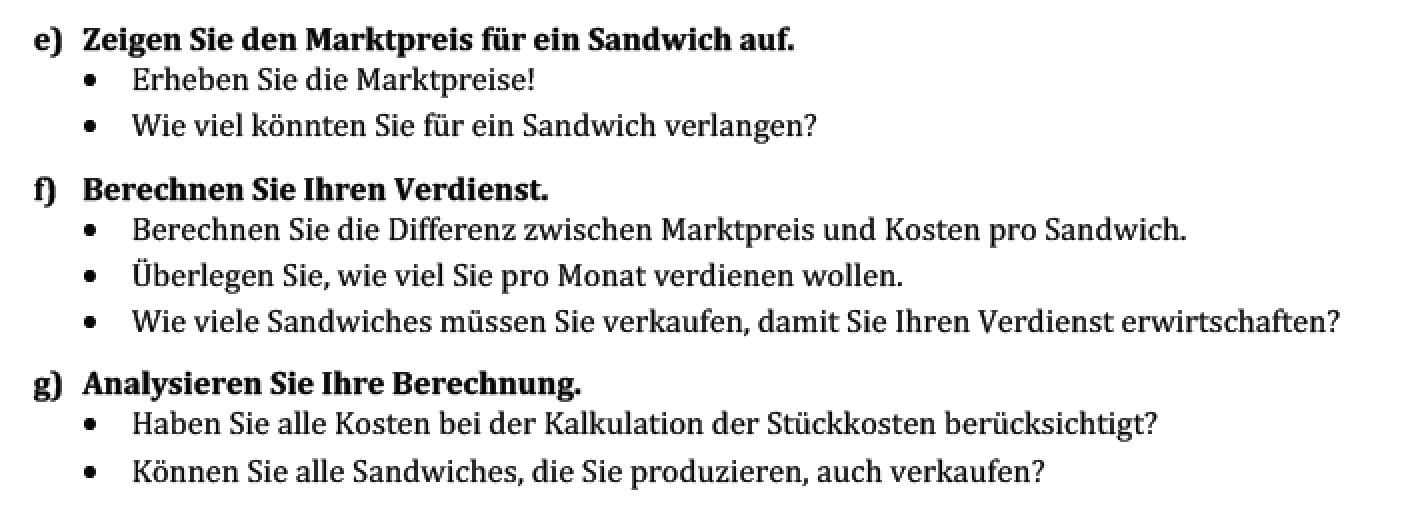 e) Zeigen Sie den Marktpreis für ein Sandwich auf.
• Erheben Sie die Marktpreise!
• Wie viel könnten Sie für ein Sandwich verlangen?
f) Berechnen Sie Ihren Verdienst.
• Berechnen Sie die Differenz zwischen Marktpreis und Kosten pro Sandwich.
• Überlegen Sie, wie viel Sie pro Monat verdienen wollen.
• Wie viele Sandwiches müssen Sie verkaufen, damit Sie Ihren Verdienst erwirtschaften?
g) Analysieren Sie Ihre Berechnung.
• Haben Sie alle Kosten bei der Kalkulation der Stückkosten berücksichtigt?
• Können Sie alle Sandwiches, die Sie produzieren, auch verkaufen?